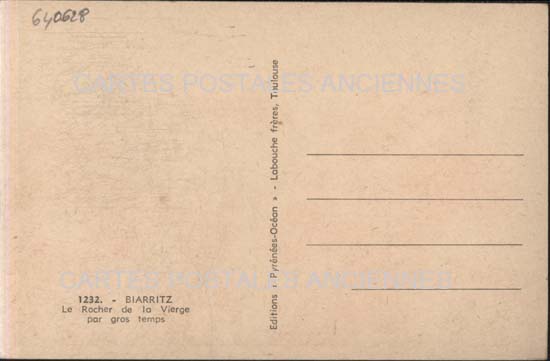 640628
CARTES POSTALES ANCIENNES
Editions « Pyrénées-Océan » - Labouche frères, Toulouse
CARTES POSTALES ANCIENNES
1232. - BIARRITZ
Le Rocher de la Vierge
par gros temps